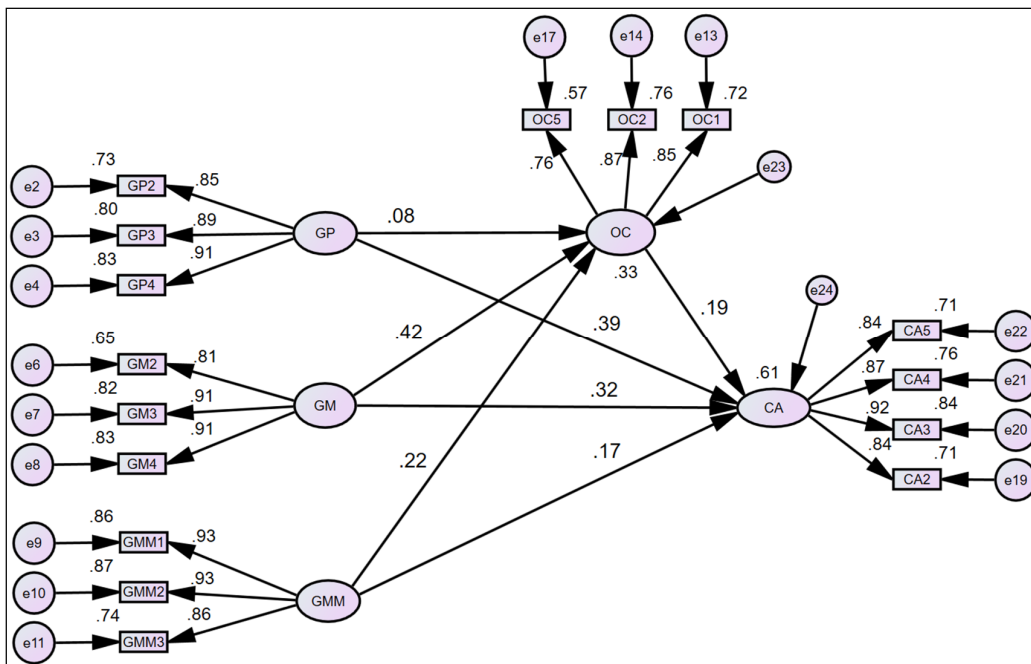 e17
e14
e13
.57
.76
.72
OC5
OC2
OC1
.76
.87
.85
e23
.73
e2
GP2
.85
.80
e3
GP3
.89
.83
e4
GP4
.91
GP
.08
OC
.33
.42
.39
.19
e24
.65
e6
GM2
.81
.82
e7
GM3
.91
.83
e8
GM4
.91
GM
.32
.61
CA
.84
CA5
.71
e22
.87
CA4
.76
e21
.92
CA3
.84
e20
.84
CA2
.71
e19
.22
.17
.86
e9
GMM1
.93
.87
e10
GMM2
.93
.74
e11
GMM3
.86
GMM